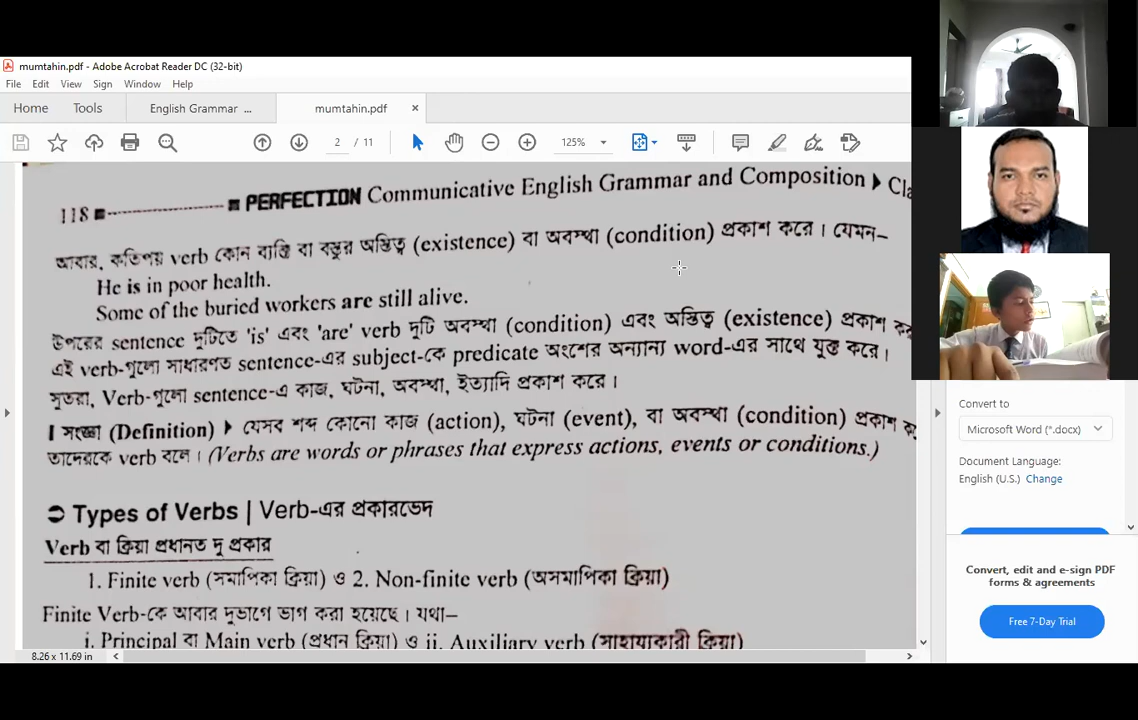 mumtahin.pdf - Adobe Acrobat Reader DC (32-bit)
File Edit View Sign Window Help
Home Tools English Grammar ... mumtahin.pdf ×
2 / 11 125%
118 PERFECTION Communicative English Grammar and Composition Cla
আবার, কতিপয় verb কোন ব্যক্তি বা বস্তুর অস্তিত্ব (existence) বা অবস্থা (condition) প্রকাশ করে। যেমন–
He is in poor health.
Some of the buried workers are still alive.
উপরের sentence দুটিতে 'is' এবং 'are' verb দুটি অবস্থা (condition) এবং অস্তিত্ব (existence) প্রকাশ
এই verb-গুলো সাধারণত sentence-এর subject-কে predicate অংশের অন্যান্য word-এর সাথে যুক্ত করে।
সুতরা, Verb-গুলো sentence-এ কাজ, ঘটনা, অবস্থা, ইত্যাদি প্রকাশ করে।
সংজ্ঞা (Definition) যেসব শব্দ কোনো কাজ (action), ঘটনা (event), বা অবস্থা (condition) প্রকাশ
তাদেরকে verb বলে। (Verbs are words or phrases that express actions, events or conditions.)
Types of Verbs | Verb-এর প্রকারভেদ
Verb বা ক্রিয়া প্রধানত দু প্রকার
1. Finite verb (সমাপিকা ক্রিয়া) ও 2. Non-finite verb (অসমাপিকা ক্রিয়া)
Finite Verb-কে আবার দুভাগে ভাগ করা হয়েছে। যথা–
i. Principal বা Main verb (প্রধান ক্রিয়া) ও ii. Auxiliary verb (সাহায্যকারী ক্রিয়া)
8.26 x 11.69 in
Convert to
Microsoft Word (*.docx)
Document Language:
English (U.S.) Change
Convert, edit and e-sign PDF
forms & agreements
Free 7-Day Trial